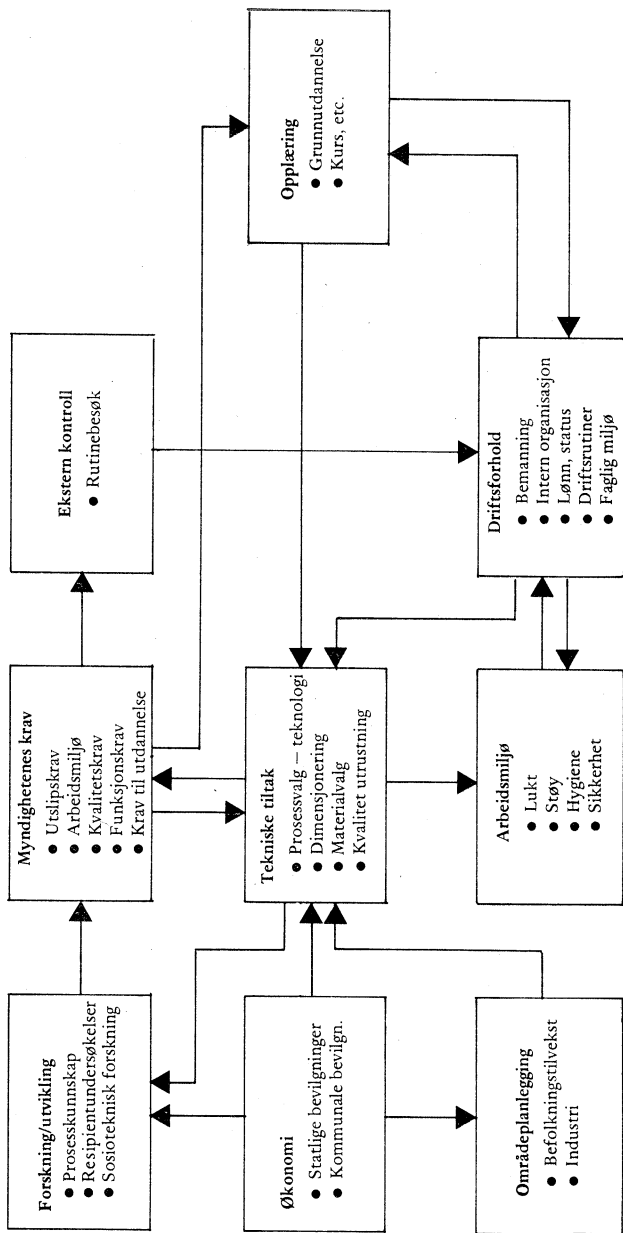 Forskning/utvikling
● Prosesskunnskap
● Resipientundersøkelser
● Sosioteknisk forskning
Myndighetenes krav
● Utslipskrav
● Arbeidsmiljø
● Kvalitetskrav
● Funksjonskrav
● Krav til utdannelse
Ekstern kontroll
● Rutinebesøk
Økonomi
● Statlige bevilgninger
● Kommunale bevilgn.
Tekniske tiltak
● Prosessvalg — teknologi
● Dimensjonering
● Materialvalg
● Kvalitet utrustning
Opplæring
● Grunnutdannelse
● Kurs, etc.
Områdeplanlegging
● Befolkningstilvekst
● Industri
Arbeidsmiljø
● Lukt
● Støy
● Hygiene
● Sikkerhet
Driftsforhold
● Bemanning
● Intern organisasjon
● Lønn, status
● Driftsrutiner
● Faglig miljø